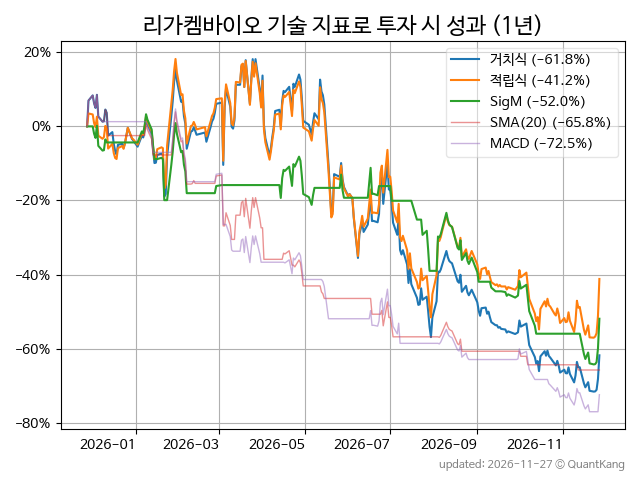 리가켐바이오 기술 지표로 투자 시 성과 (1년)
거치식 (−61.8%)
적립식 (−41.2%)
SigM (−52.0%)
SMA(20) (−65.8%)
MACD (−72.5%)
20%
0%
−20%
−40%
−60%
−80%
2026-01 2026-03 2026-05 2026-07 2026-09 2026-11
updated: 2026-11-27 © QuantKang